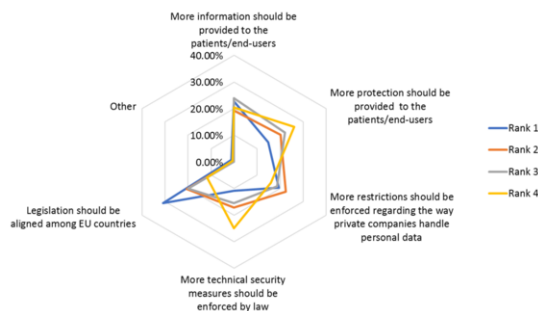 More information should be
provided to the
patients/end-users
40.00%
30.00%
20.00%
10.00%
0.00%
More protection should be
provided to the
patients/end-users
More restrictions should be
enforced regarding the way
private companies handle
personal data
More technical security
measures should be
enforced by law
Legislation should be
aligned among EU countries
Other
Rank 1
Rank 2
Rank 3
Rank 4